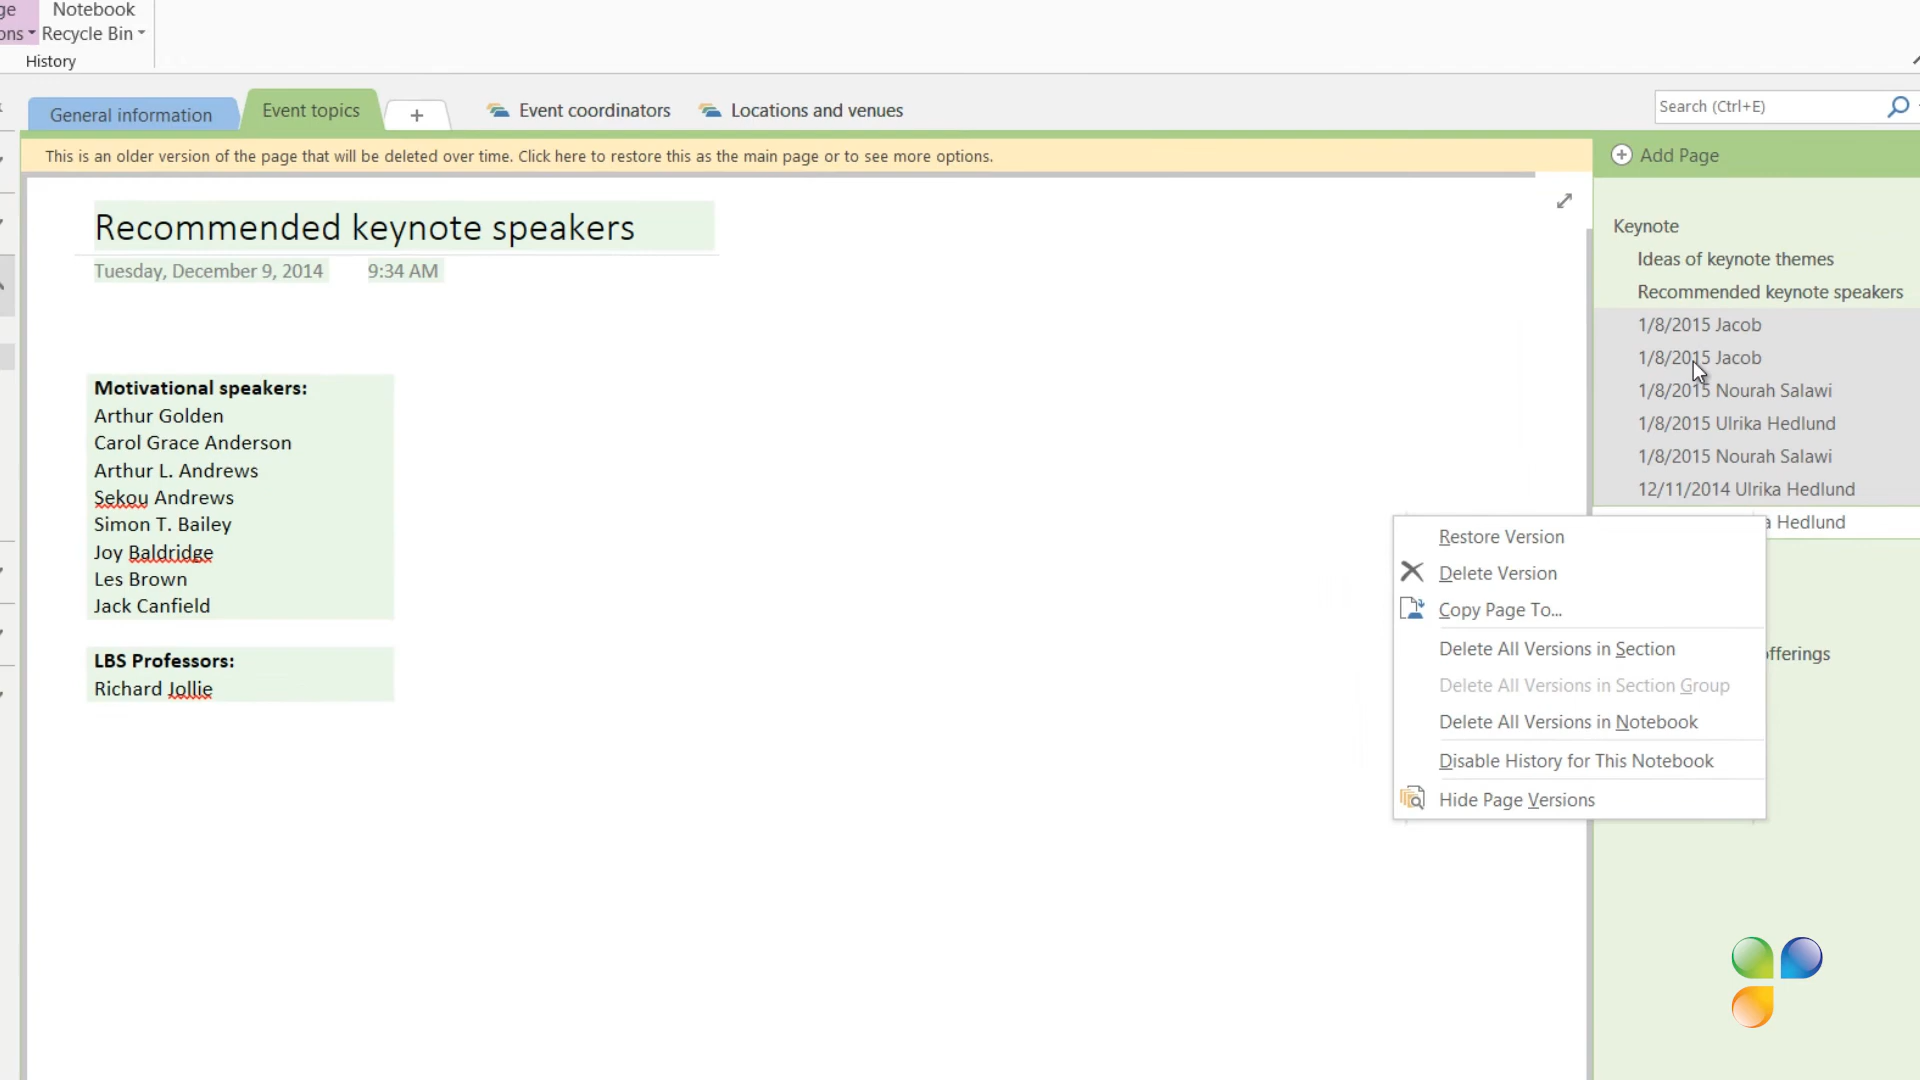 ge
Notebook
ons
Recycle Bin
History
General information
Event topics
+
Event coordinators
Locations and venues
Search (Ctrl+E)
This is an older version of the page that will be deleted over time. Click here to restore this as the main page or to see more options.
Add Page
Recommended keynote speakers
Tuesday, December 9, 2014
9:34 AM
Motivational speakers:
Arthur Golden
Carol Grace Anderson
Arthur L. Andrews
Sekou Andrews
Simon T. Bailey
Joy Baldridge
Les Brown
Jack Canfield
LBS Professors:
Richard Jollie
Keynote
Ideas of keynote themes
Recommended keynote speakers
1/8/2015 Jacob
1/8/2015 Jacob
1/8/2015 Nourah Salawi
1/8/2015 Ulrika Hedlund
1/8/2015 Nourah Salawi
12/11/2014 Ulrika Hedlund
a Hedlund
fferings
Restore Version
Delete Version
Copy Page To...
Delete All Versions in Section
Delete All Versions in Section Group
Delete All Versions in Notebook
Disable History for This Notebook
Hide Page Versions